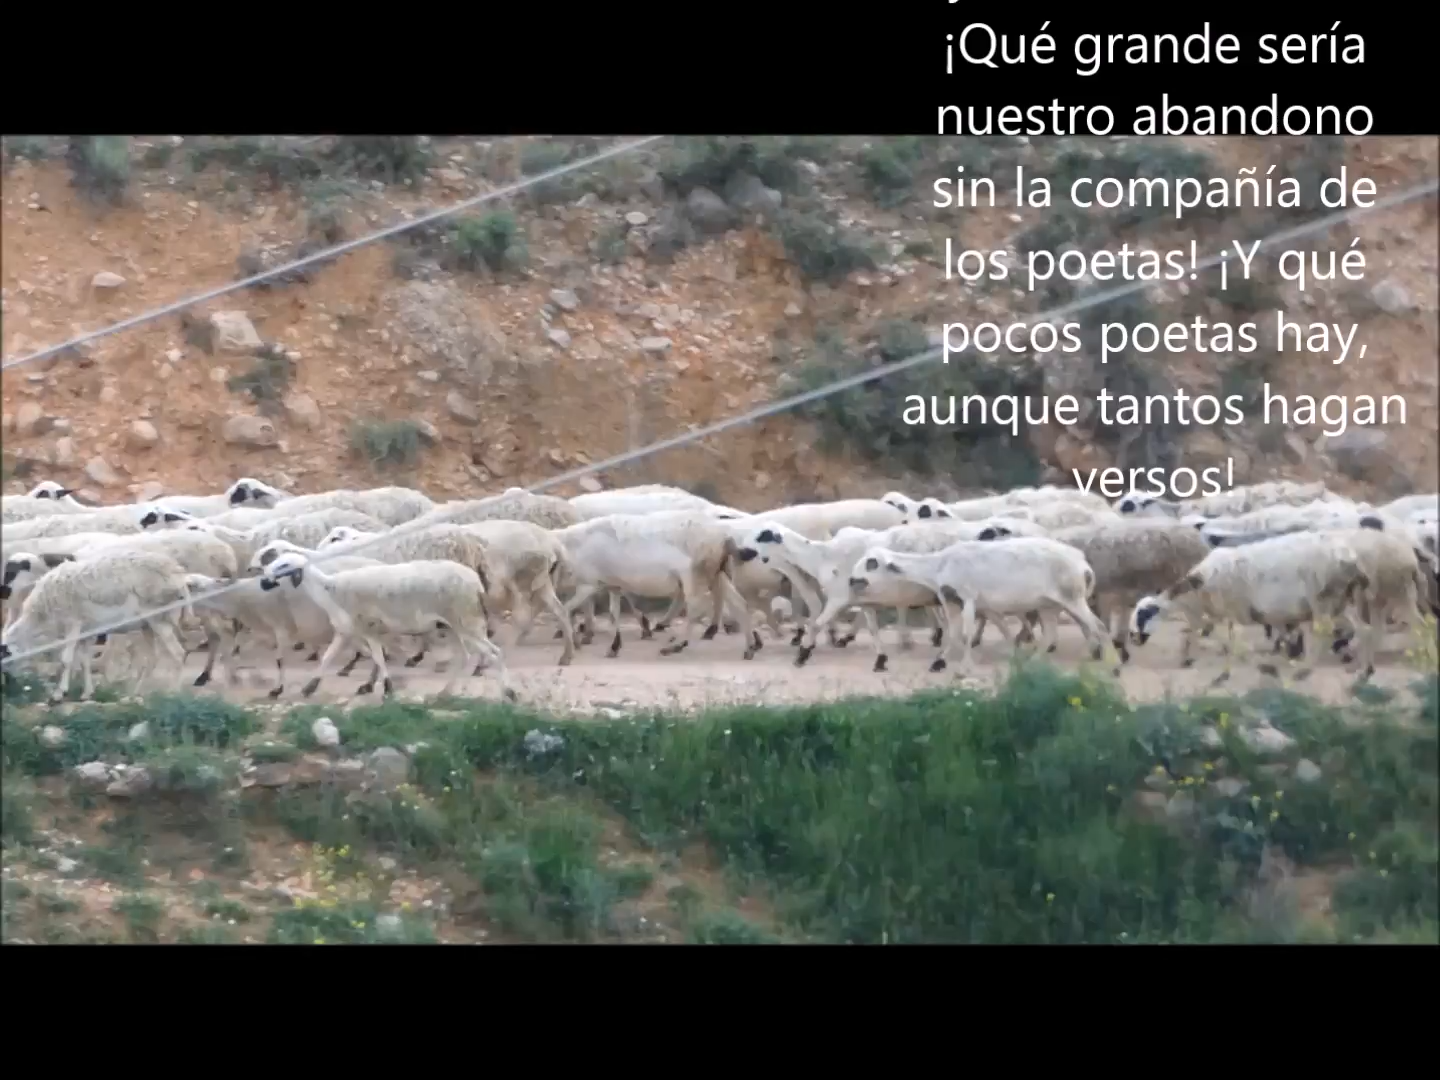 ¡Qué grande sería
nuestro abandono
sin la compañía de
los poetas! ¡Y qué
pocos poetas hay,
aunque tantos hagan
versos!